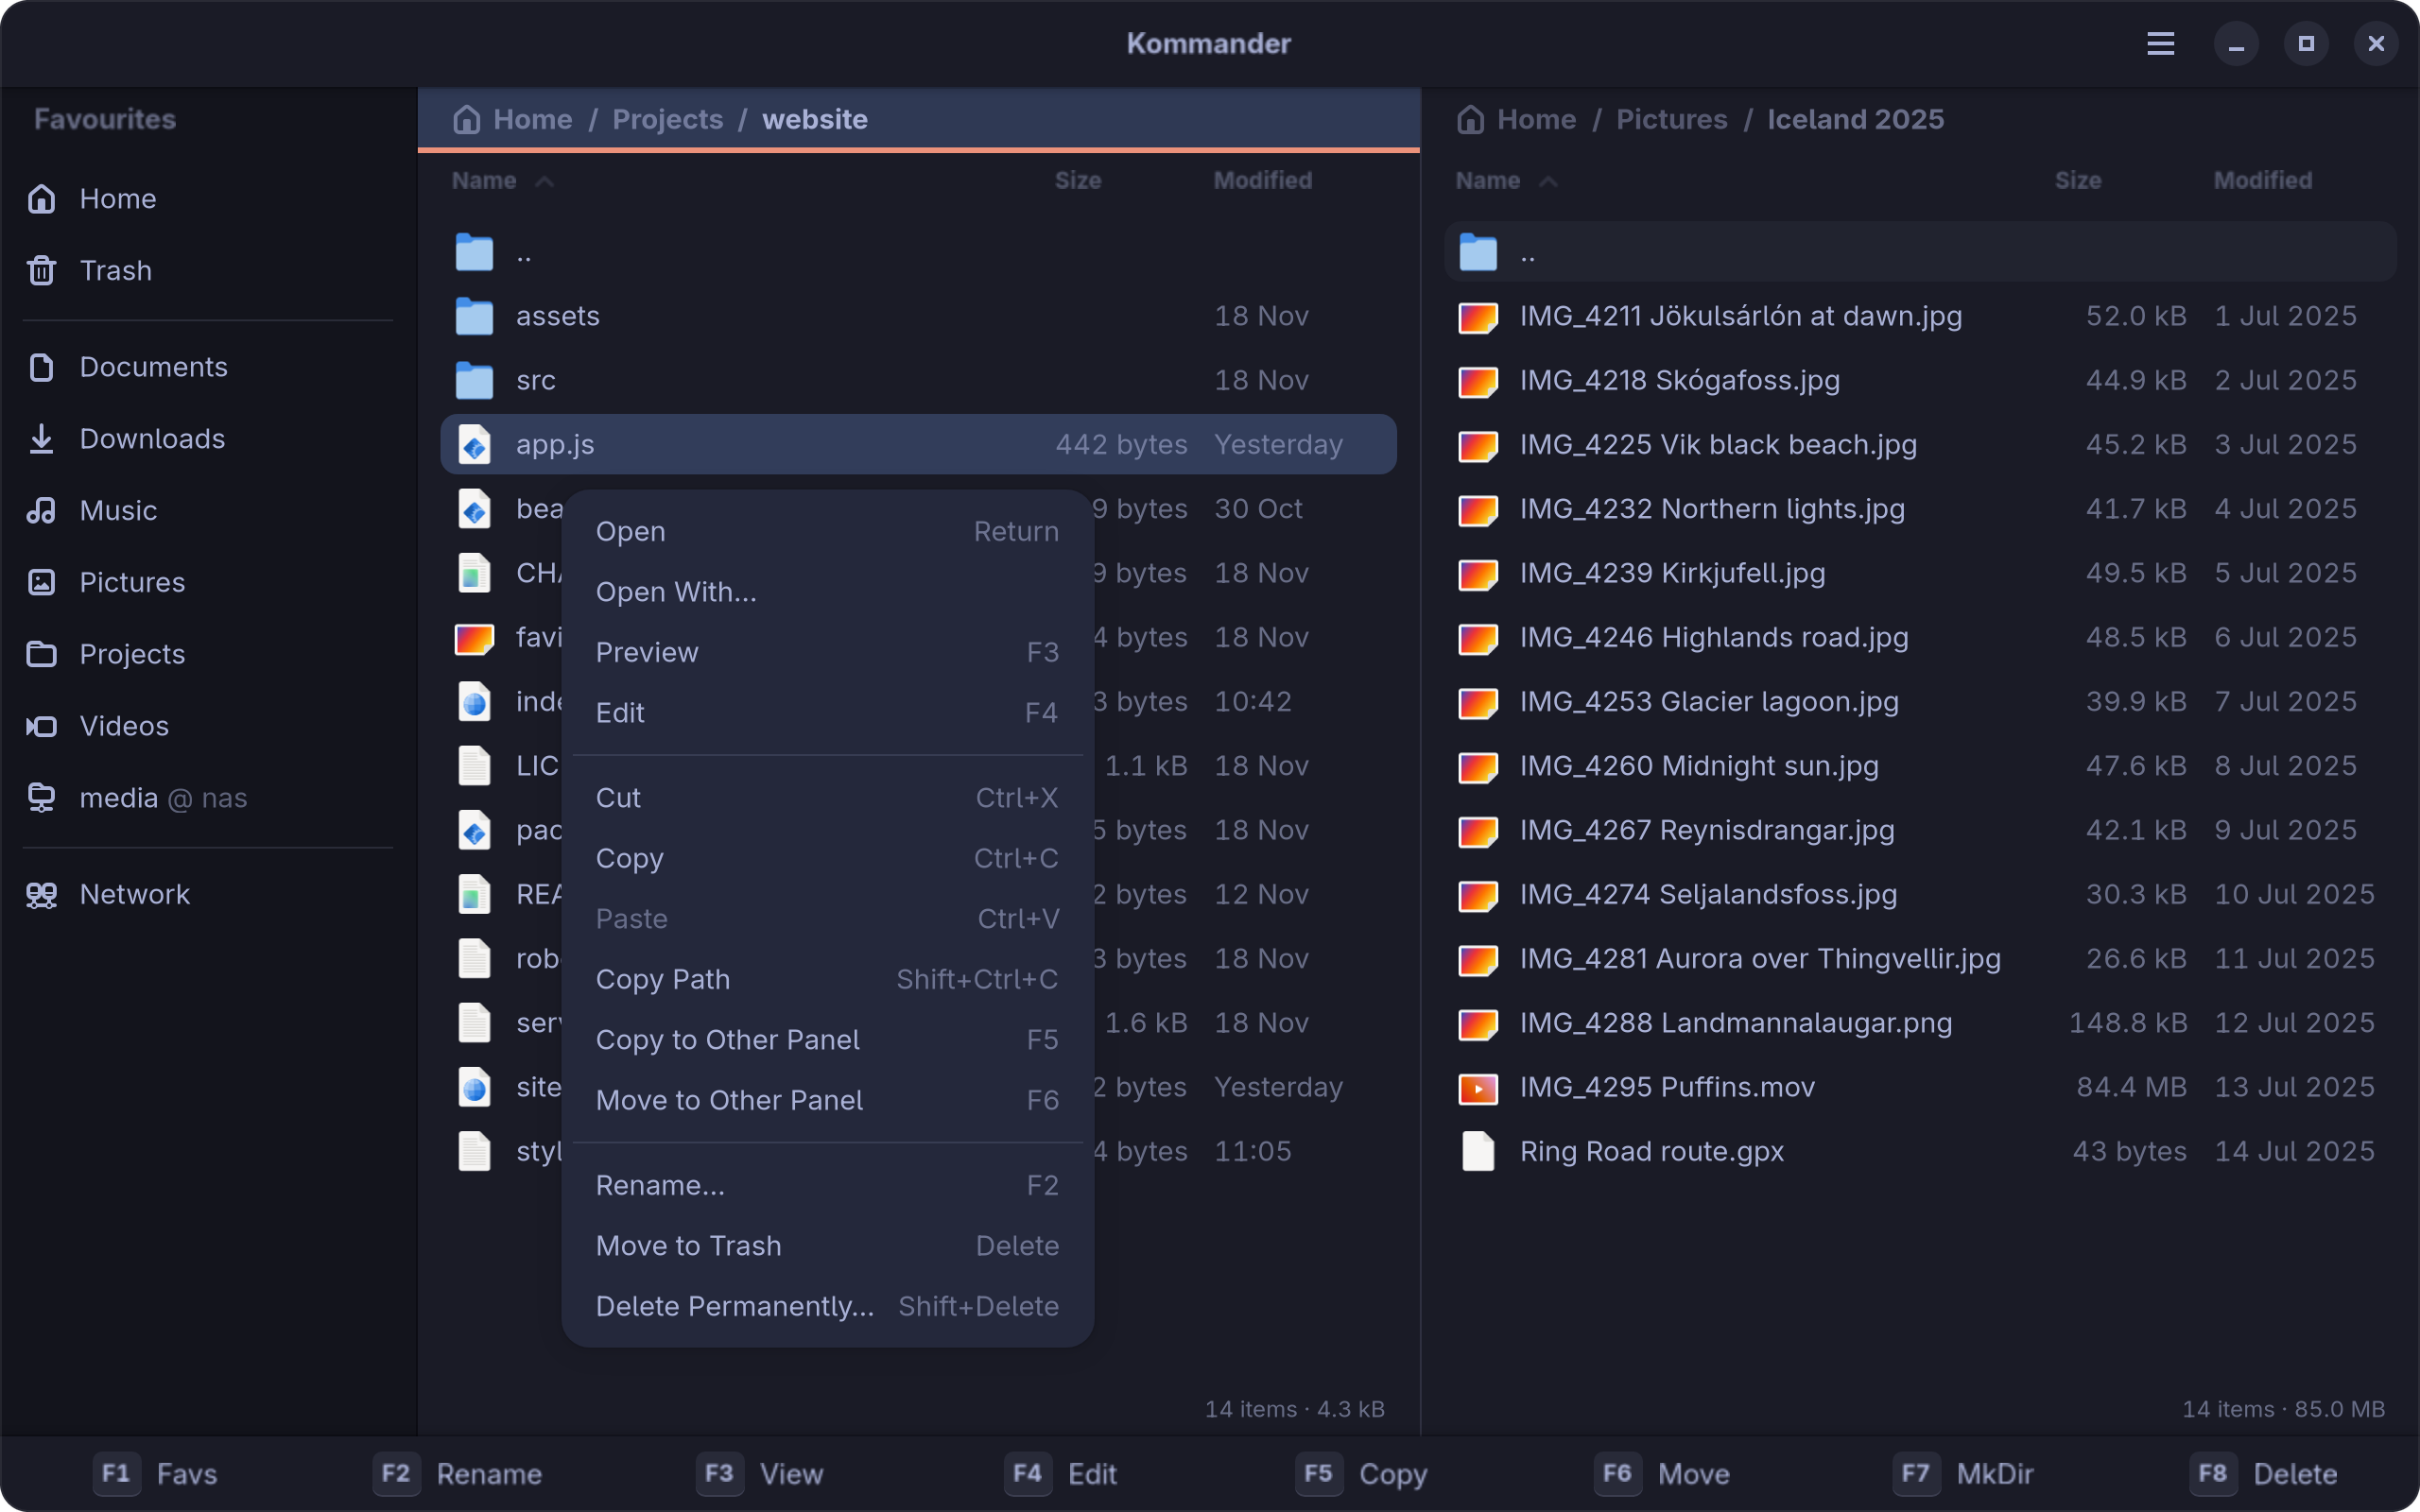 Kommander
Favourites
Home
Trash
Documents
Downloads
Music
Pictures
Projects
Videos
media @ nas
Network
Home / Projects / website
Name Size Modified
..
assets 18 Nov
src 18 Nov
app.js 442 bytes Yesterday
bea 9 bytes 30 Oct
CHA 9 bytes 18 Nov
favi 4 bytes 18 Nov
inde 3 bytes 10:42
LIC 1.1 kB 18 Nov
pac 5 bytes 18 Nov
REA 2 bytes 12 Nov
rob 3 bytes 18 Nov
serv 1.6 kB 18 Nov
site 2 bytes Yesterday
styl 4 bytes 11:05
Open Return
Open With...
Preview F3
Edit F4
Cut Ctrl+X
Copy Ctrl+C
Paste Ctrl+V
Copy Path Shift+Ctrl+C
Copy to Other Panel F5
Move to Other Panel F6
Rename... F2
Move to Trash Delete
Delete Permanently... Shift+Delete
14 items · 4.3 kB
Home / Pictures / Iceland 2025
Name Size Modified
..
IMG_4211 Jökulsárlón at dawn.jpg 52.0 kB 1 Jul 2025
IMG_4218 Skógafoss.jpg 44.9 kB 2 Jul 2025
IMG_4225 Vik black beach.jpg 45.2 kB 3 Jul 2025
IMG_4232 Northern lights.jpg 41.7 kB 4 Jul 2025
IMG_4239 Kirkjufell.jpg 49.5 kB 5 Jul 2025
IMG_4246 Highlands road.jpg 48.5 kB 6 Jul 2025
IMG_4253 Glacier lagoon.jpg 39.9 kB 7 Jul 2025
IMG_4260 Midnight sun.jpg 47.6 kB 8 Jul 2025
IMG_4267 Reynisdrangar.jpg 42.1 kB 9 Jul 2025
IMG_4274 Seljalandsfoss.jpg 30.3 kB 10 Jul 2025
IMG_4281 Aurora over Thingvellir.jpg 26.6 kB 11 Jul 2025
IMG_4288 Landmannalaugar.png 148.8 kB 12 Jul 2025
IMG_4295 Puffins.mov 84.4 MB 13 Jul 2025
Ring Road route.gpx 43 bytes 14 Jul 2025
14 items · 85.0 MB
F1 Favs F2 Rename F3 View F4 Edit F5 Copy F6 Move F7 MkDir F8 Delete